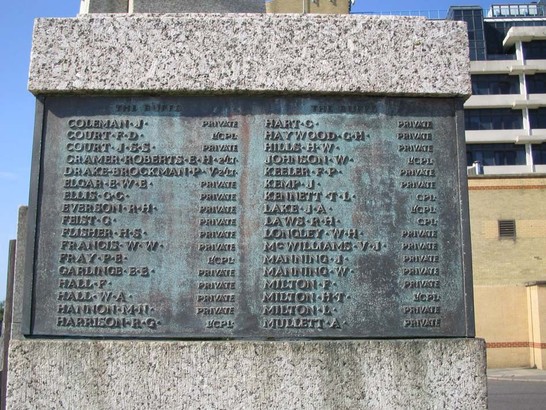 THE BUFFS
COLEMAN·J· PRIVATE
COURT·F·D· L/CPL
COURT·J·S·S· PRIVATE
CRAMER-ROBERTS·E·H· 2/LT
DRAKE-BROCKMAN·P· T/2/LT
ELGAR·E·W·E· PRIVATE
ELLIS·G·C· PRIVATE
EVERSON·R·H· PRIVATE
FEIST·G· PRIVATE
FLISHER·H·S· PRIVATE
FRANCIS·W·W· PRIVATE
FRAY·P·E· L/CPL
GARLINGE·E·E· PRIVATE
HALL·F· PRIVATE
HALL·W·A· PRIVATE
HANNON·M·N· PRIVATE
HARRISON·R·G· L/CPL
THE BUFFS
HART·C· PRIVATE
HAYWOOD·G·H· PRIVATE
HILLS·H·W· PRIVATE
JOHNSON·W· L/CPL
KEELER·F·P· PRIVATE
KEMP·J· PRIVATE
KENNETT·T·L· CPL
LAKE·J·A· L/CPL
LAWS·R·H· CPL
LONGLEY·W·H· PRIVATE
MCWILLIAMS·V·J· PRIVATE
MANNING·J· L/CPL
MANNING·W· PRIVATE
MILTON·F· PRIVATE
MILTON·H·T· L/CPL
MILTON·L· PRIVATE
MULLETT·A· PRIVATE